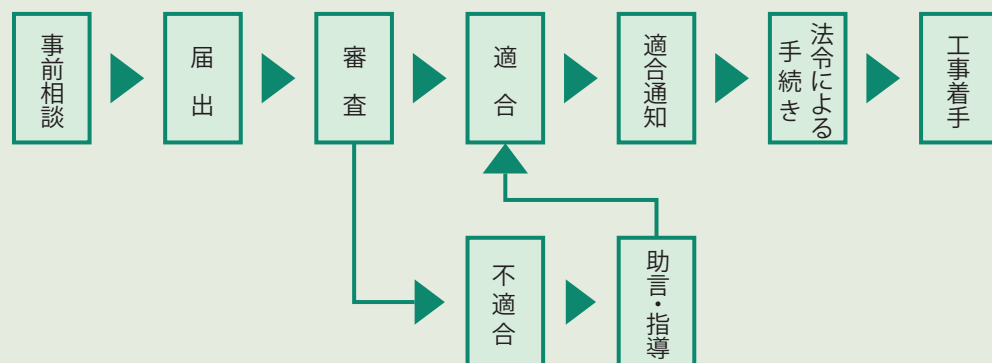 事前相談
届出
審査
適合
適合通知
法令による
手続き
工事着手
不適合
助言・指導